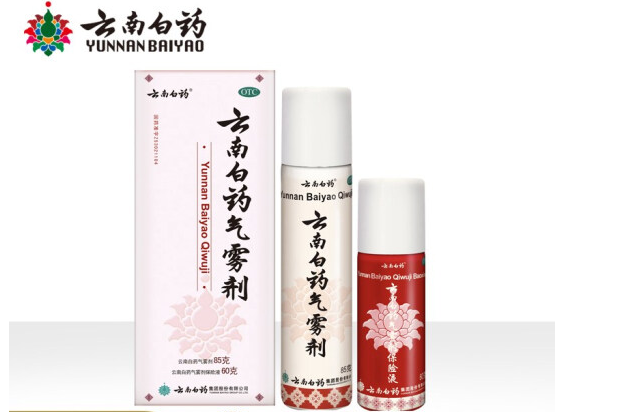 云南白药®
YUNNAN BAIYAO
云南白药®
OTC
云南白药气雾剂
Yunnan Baiyao Qiwuji
云南白药气雾剂85克
云南白药气雾剂保险液60克
云南白药
集团股份有限公司
云南白药®
Yunnan Baiyao Qiwuji
云南白药气雾剂
85克
云南白药
集团股份有限公司
云南白药®
Yunnan Baiyao Qiwuji
保险液
云南白药